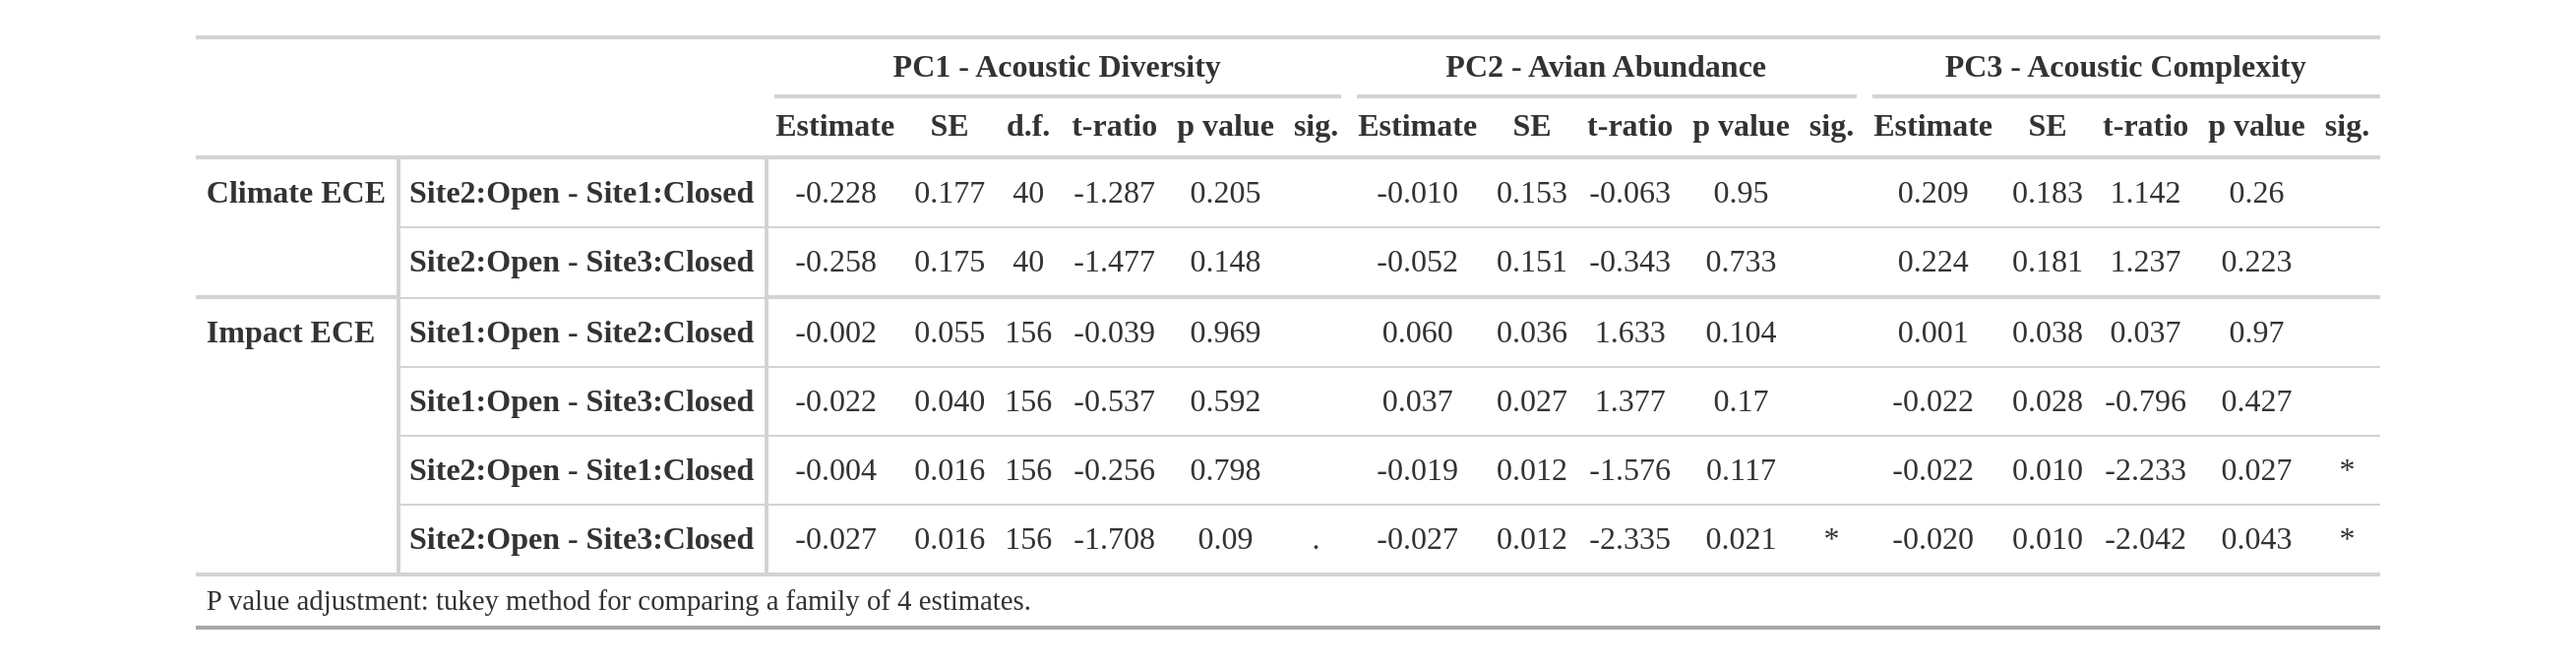 PC1 - Acoustic Diversity PC2 - Avian Abundance PC3 - Acoustic Complexity
Estimate SE d.f. t-ratio p value sig. Estimate SE t-ratio p value sig. Estimate SE t-ratio p value sig.
Climate ECE Site2:Open - Site1:Closed -0.228 0.177 40 -1.287 0.205 -0.010 0.153 -0.063 0.95 0.209 0.183 1.142 0.26
Site2:Open - Site3:Closed -0.258 0.175 40 -1.477 0.148 -0.052 0.151 -0.343 0.733 0.224 0.181 1.237 0.223
Impact ECE Site1:Open - Site2:Closed -0.002 0.055 156 -0.039 0.969 0.060 0.036 1.633 0.104 0.001 0.038 0.037 0.97
Site1:Open - Site3:Closed -0.022 0.040 156 -0.537 0.592 0.037 0.027 1.377 0.17 -0.022 0.028 -0.796 0.427
Site2:Open - Site1:Closed -0.004 0.016 156 -0.256 0.798 -0.019 0.012 -1.576 0.117 -0.022 0.010 -2.233 0.027 *
Site2:Open - Site3:Closed -0.027 0.016 156 -1.708 0.09 . -0.027 0.012 -2.335 0.021 * -0.020 0.010 -2.042 0.043 *
P value adjustment: tukey method for comparing a family of 4 estimates.